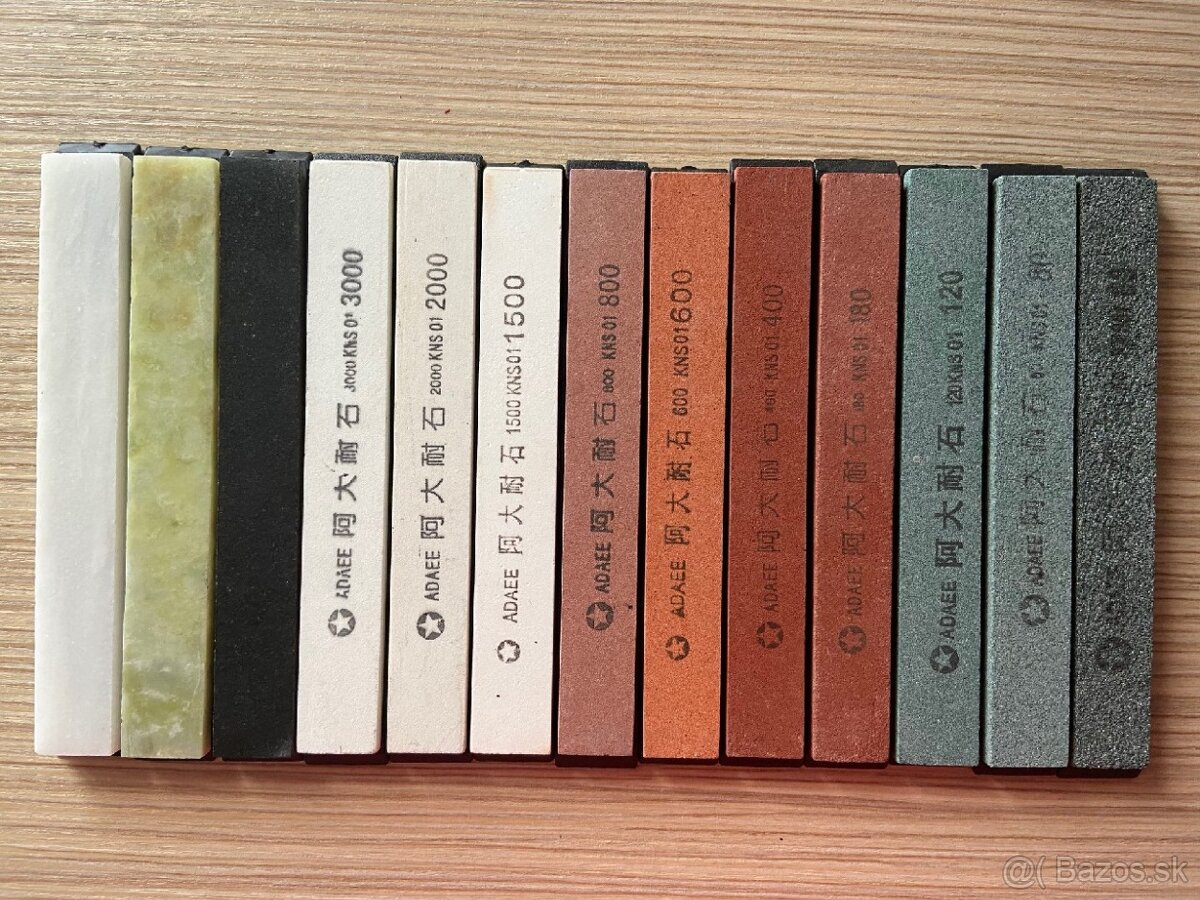 ADAEE 阿大耐石 3000 KNS 01 3000
ADAEE 阿大耐石 2000 KNS 01 2000
ADAEE 阿大耐石 1500 KNS 01 1500
ADAEE 阿大耐石 800 KNS 01 800
ADAEE 阿大耐石 600 KNS 01 600
ADAEE 阿大耐石 400 KNS 01 400
ADAEE 阿大耐石 180 KNS 01 180
ADAEE 阿大耐石 120 KNS 01 120
ADAEE 阿大耐石
@( Bazos.sk